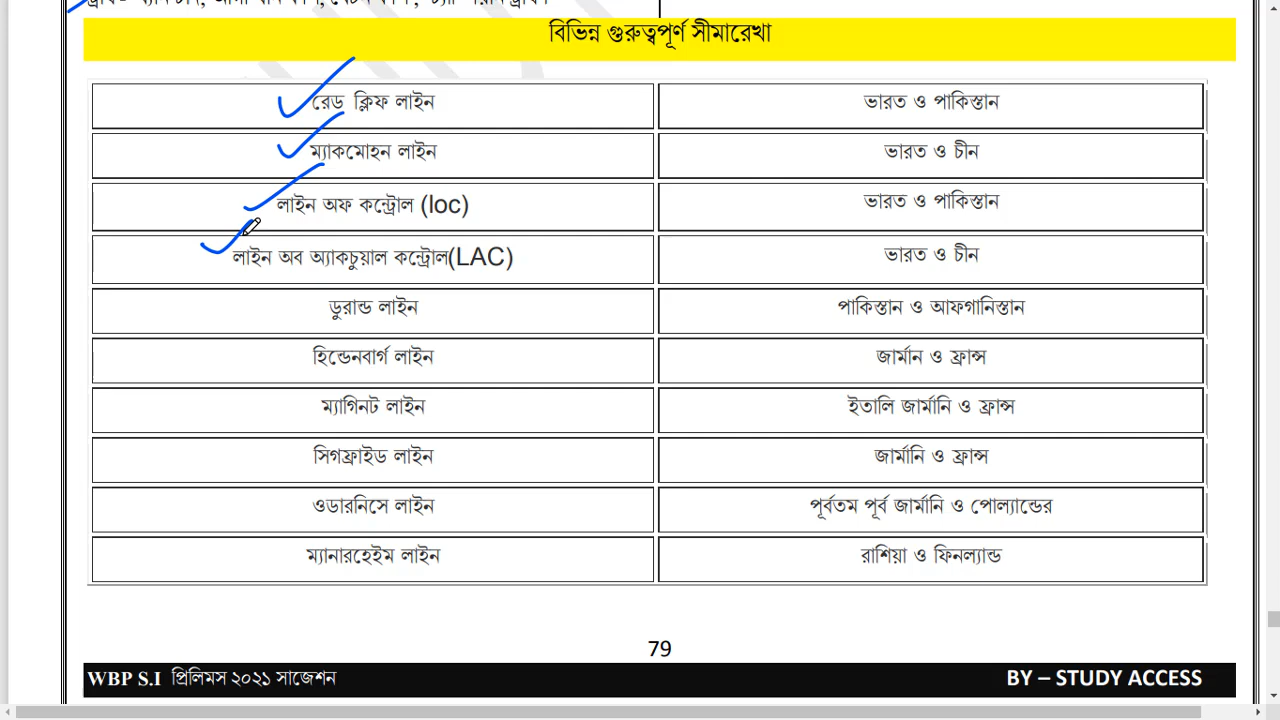 বিভিন্ন গুরুত্বপূর্ণ সীমারেখা
রেড ক্লিফ লাইন ভারত ও পাকিস্তান
ম্যাকমোহন লাইন ভারত ও চীন
লাইন অফ কন্ট্রোল (loc) ভারত ও পাকিস্তান
লাইন অব অ্যাকচুয়াল কন্ট্রোল(LAC) ভারত ও চীন
ডুরান্ড লাইন পাকিস্তান ও আফগানিস্তান
হিন্ডেনবার্গ লাইন জার্মান ও ফ্রান্স
ম্যাগিনট লাইন ইতালি জার্মানি ও ফ্রান্স
সিগফ্রাইড লাইন জার্মানি ও ফ্রান্স
ওডারনিসে লাইন পূর্বতম পূর্ব জার্মানি ও পোল্যান্ডের
ম্যানারহেইম লাইন রাশিয়া ও ফিনল্যান্ড
79
WBP S.I প্রিলিমস ২০২১ সাজেশন BY – STUDY ACCESS